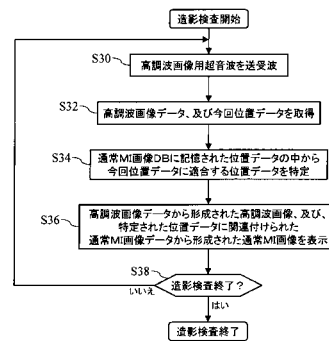 造影検査開始
S30
高調波画像用超音波を送受波
S32
高調波画像データ、及び今回位置データを取得
S34
通常MI画像DBに記憶された位置データの中から
今回位置データに適合する位置データを特定
S36
高調波画像データから形成された高調波画像、及び、
特定された位置データに関連付けられた
通常MI画像データから形成された通常MI画像を表示
S38
造影検査終了？
いいえ
はい
造影検査終了